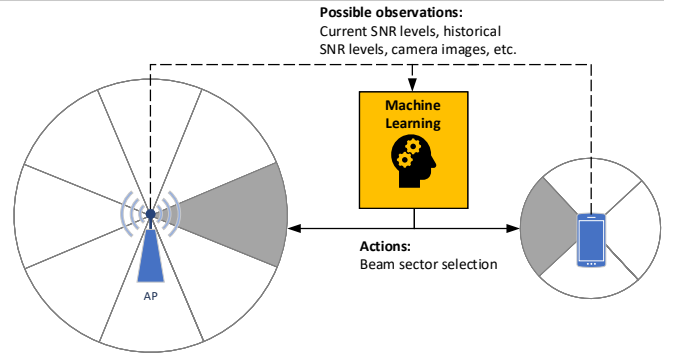 Possible observations:
Current SNR levels, historical
SNR levels, camera images, etc.
Machine
Learning
Actions:
Beam sector selection
AP